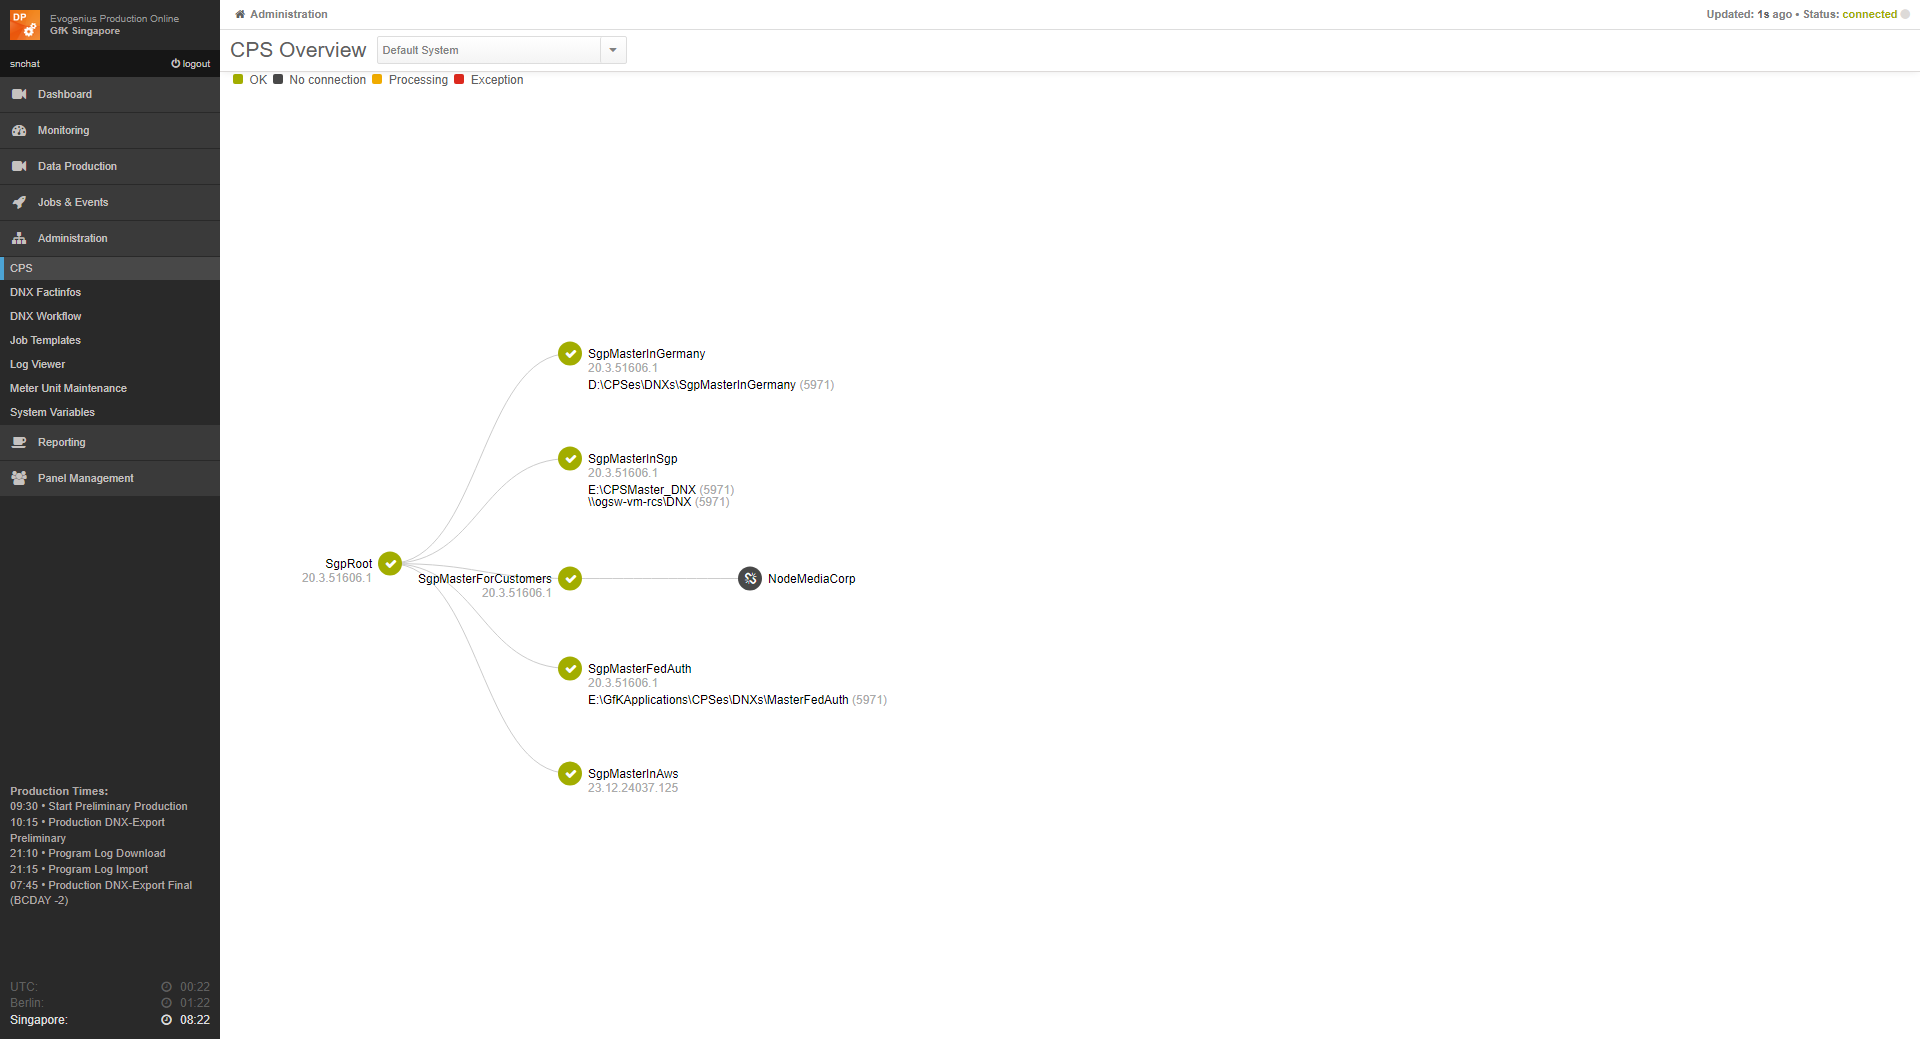 DP
Evogenius Production Online
GfK Singapore
snchat
logout
Dashboard
Monitoring
Data Production
Jobs & Events
Administration
CPS
DNX Factinfos
DNX Workflow
Job Templates
Log Viewer
Meter Unit Maintenance
System Variables
Reporting
Panel Management
Production Times:
09:30 • Start Preliminary Production
10:15 • Production DNX-Export
Preliminary
21:10 • Program Log Download
21:15 • Program Log Import
07:45 • Production DNX-Export Final
(BCDAY -2)
UTC: 00:22
Berlin: 01:22
Singapore: 08:22
Administration
Updated: 1s ago • Status: connected
CPS Overview
Default System
OK No connection Processing Exception
SgpMasterInGermany
20.3.51606.1
D:\CPSes\DNXs\SgpMasterInGermany (5971)
SgpMasterInSgp
20.3.51606.1
E:\CPSMaster_DNX (5971)
\\ogsw-vm-rcs\DNX (5971)
SgpRoot
20.3.51606.1
SgpMasterForCustomers
20.3.51606.1
NodeMediaCorp
SgpMasterFedAuth
20.3.51606.1
E:\GfKApplications\CPSes\DNXs\MasterFedAuth (5971)
SgpMasterInAws
23.12.24037.125